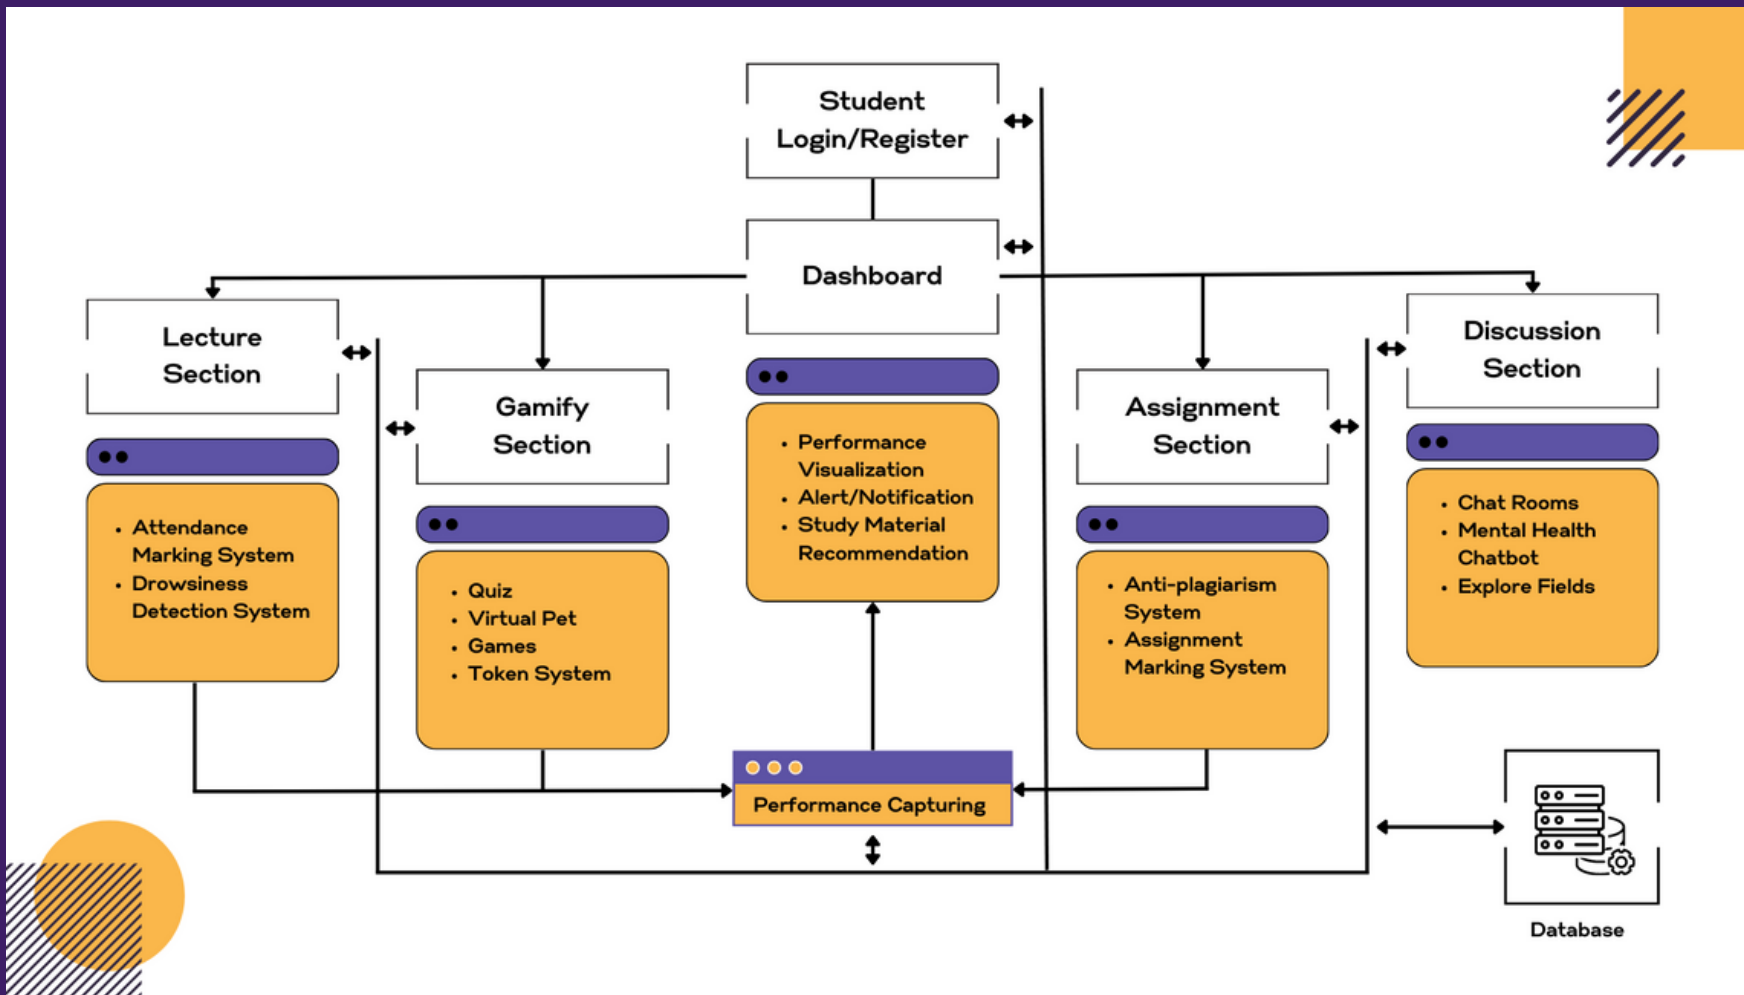 Student
Login/Register
Dashboard
Lecture
Section
Gamify
Section
Assignment
Section
Discussion
Section
• Attendance
Marking System
• Drowsiness
Detection System
• Quiz
• Virtual Pet
• Games
• Token System
• Performance
Visualization
• Alert/Notification
• Study Material
Recommendation
• Anti-plagiarism
System
• Assignment
Marking System
• Chat Rooms
• Mental Health
Chatbot
• Explore Fields
Performance Capturing
Database